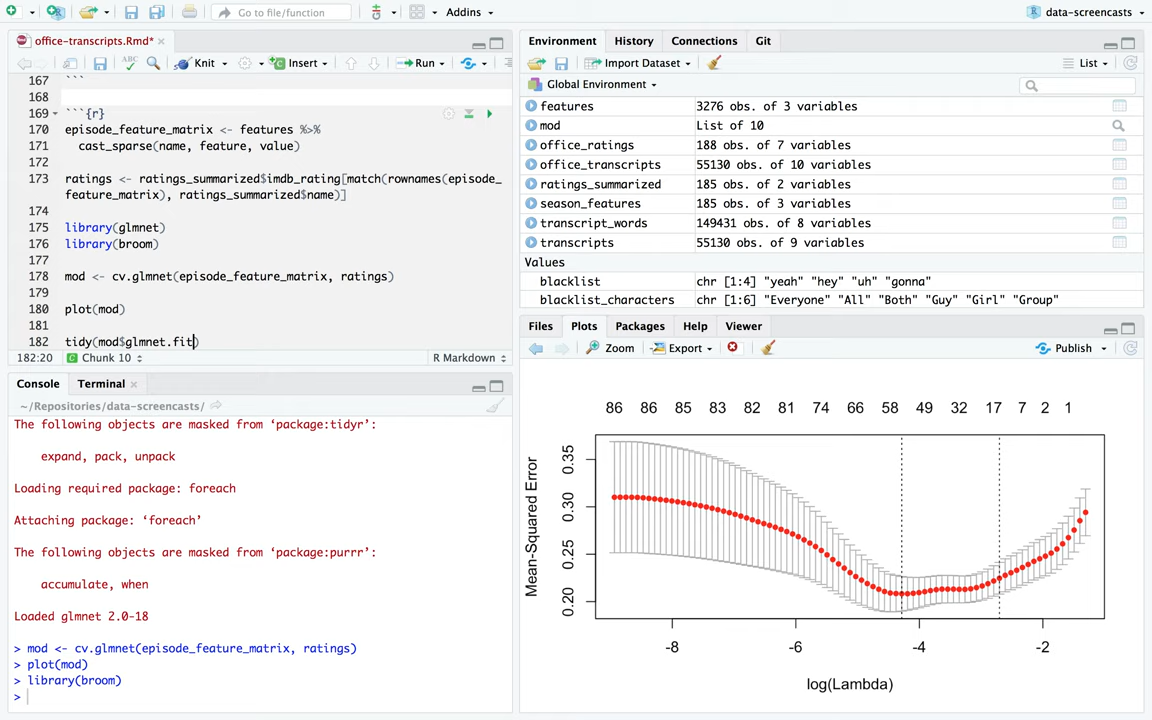 Go to file/function
Addins
data-screencasts
office-transcripts.Rmd*
Knit
Insert
Run
167 ```
168
169 ```{r}
170 episode_feature_matrix <- features %>%
171 cast_sparse(name, feature, value)
172
173 ratings <- ratings_summarized$imdb_rating[match(rownames(episode_
feature_matrix), ratings_summarized$name)]
174
175 library(glmnet)
176 library(broom)
177
178 mod <- cv.glmnet(episode_feature_matrix, ratings)
179
180 plot(mod)
181
182 tidy(mod$glmnet.fit)
182:20 Chunk 10 R Markdown
Console Terminal
~/Repositories/data-screencasts/
The following objects are masked from ‘package:tidyr’:
expand, pack, unpack
Loading required package: foreach
Attaching package: ‘foreach’
The following objects are masked from ‘package:purrr’:
accumulate, when
Loaded glmnet 2.0-18
> mod <- cv.glmnet(episode_feature_matrix, ratings)
> plot(mod)
> library(broom)
>
Environment History Connections Git
Import Dataset List
Global Environment
features 3276 obs. of 3 variables
mod List of 10
office_ratings 188 obs. of 7 variables
office_transcripts 55130 obs. of 10 variables
ratings_summarized 185 obs. of 2 variables
season_features 185 obs. of 3 variables
transcript_words 149431 obs. of 8 variables
transcripts 55130 obs. of 9 variables
Values
blacklist chr [1:4] "yeah" "hey" "uh" "gonna"
blacklist_characters chr [1:6] "Everyone" "All" "Both" "Guy" "Girl" "Group"
Files Plots Packages Help Viewer
Zoom Export Publish
86 86 85 83 82 81 74 66 58 49 32 17 7 2 1
Mean-Squared Error
0.35
0.30
0.25
0.20
-8 -6 -4 -2
log(Lambda)